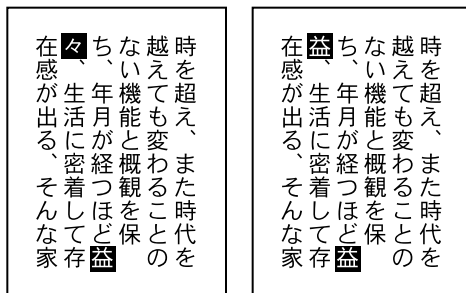 時を超え、また時代を
越えても変わることの
ない機能と概観を保
ち、年月が経つほど益
々、生活に密着して存
在感が出る、そんな家
時を超え、また時代を
越えても変わることの
ない機能と概観を保
ち、年月が経つほど益
益、生活に密着して存
在感が出る、そんな家